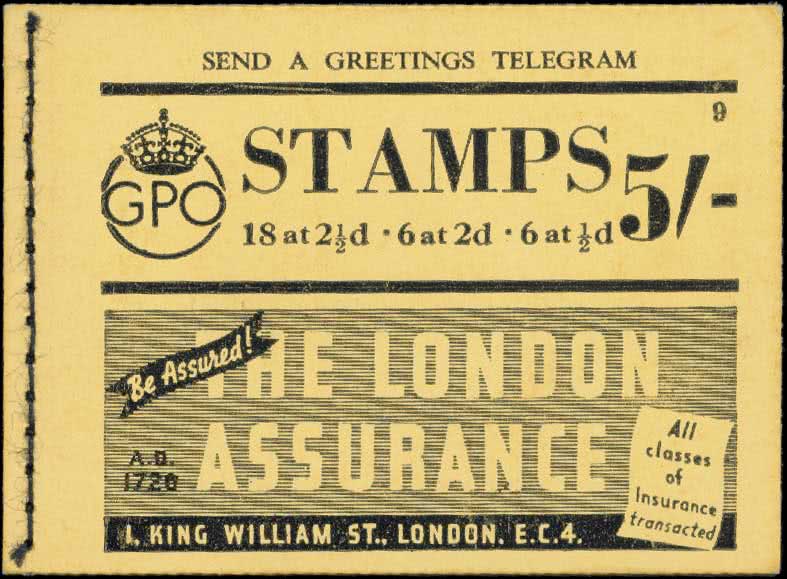 SEND A GREETINGS TELEGRAM
9
GPO
STAMPS 5/-
18 at 2½d · 6 at 2d · 6 at ½d
Be Assured!
THE LONDON
ASSURANCE
A.D.
1720
All
classes
of
Insurance
transacted
1, KING WILLIAM ST., LONDON, E.C.4.